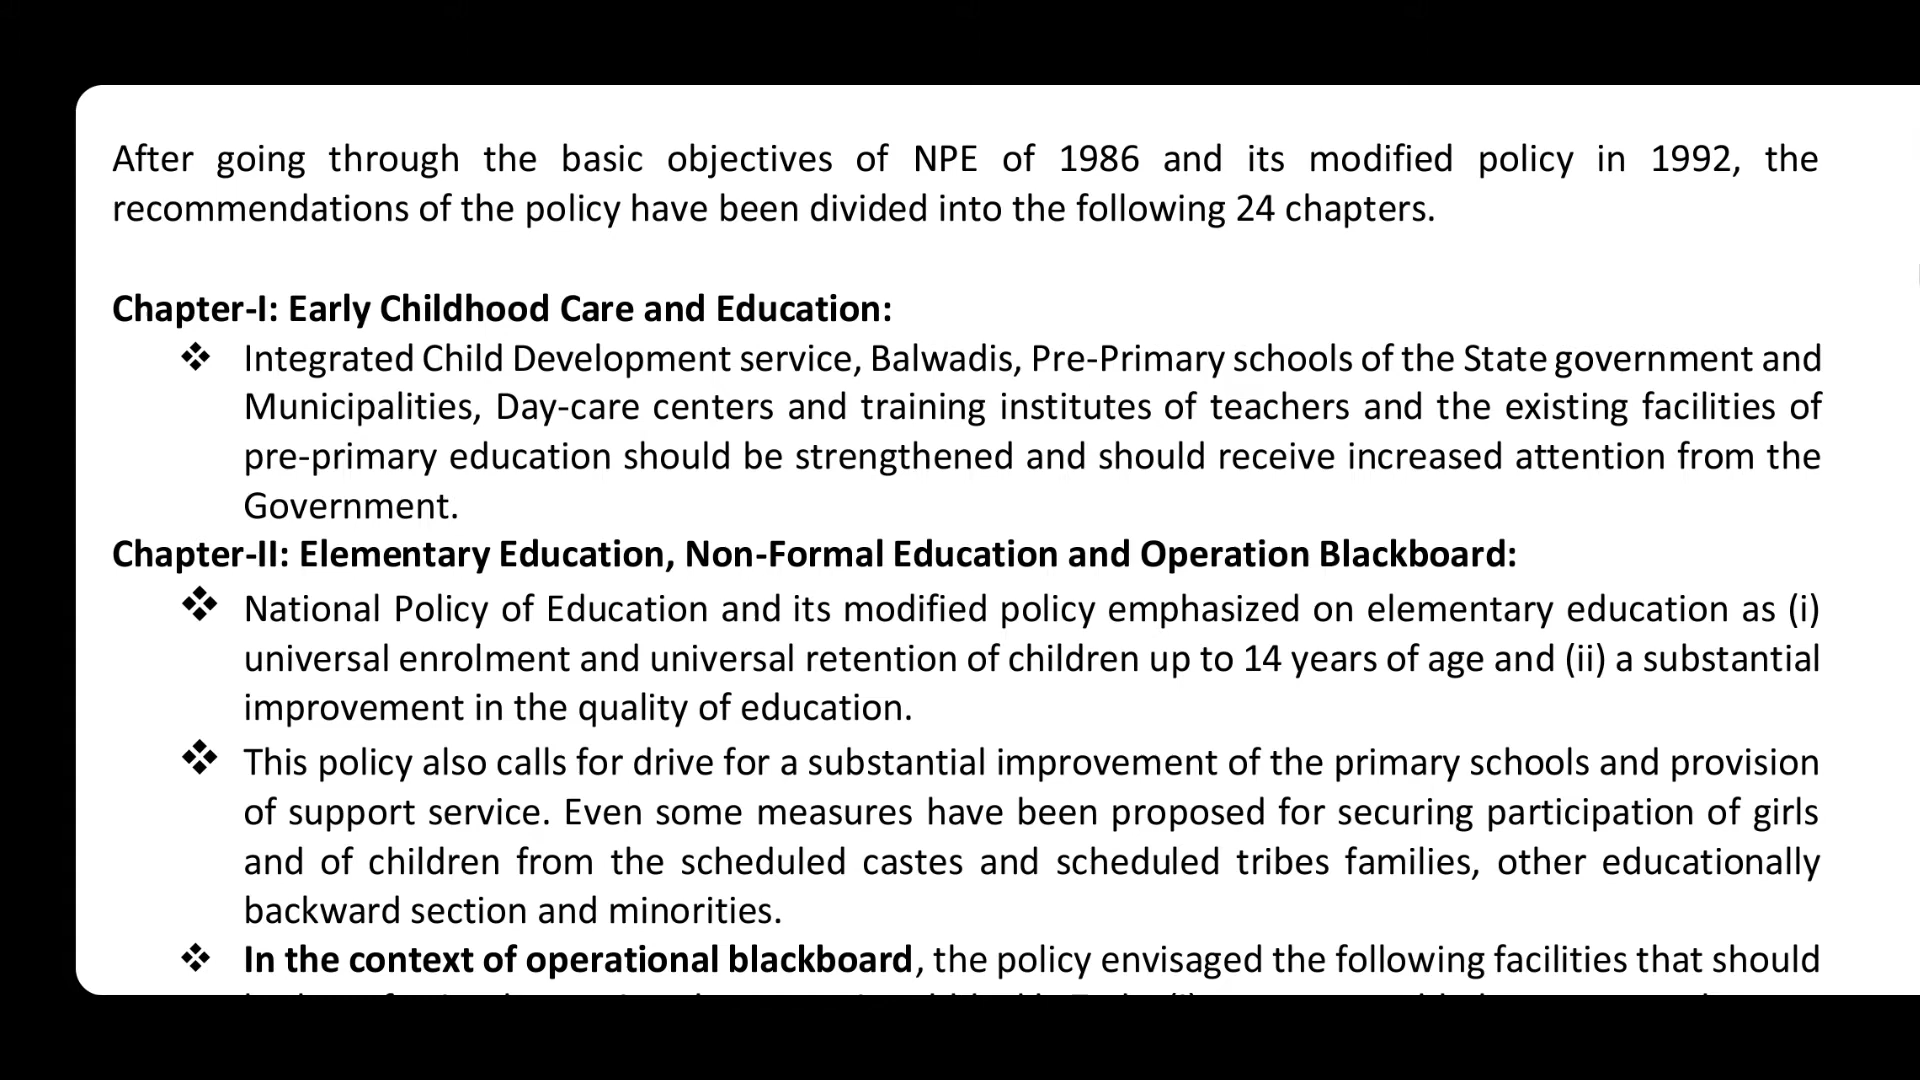 After going through the basic objectives of NPE of 1986 and its modified policy in 1992, the
recommendations of the policy have been divided into the following 24 chapters.
Chapter-I: Early Childhood Care and Education:
❖ Integrated Child Development service, Balwadis, Pre-Primary schools of the State government and
Municipalities, Day-care centers and training institutes of teachers and the existing facilities of
pre-primary education should be strengthened and should receive increased attention from the
Government.
Chapter-II: Elementary Education, Non-Formal Education and Operation Blackboard:
❖ National Policy of Education and its modified policy emphasized on elementary education as (i)
universal enrolment and universal retention of children up to 14 years of age and (ii) a substantial
improvement in the quality of education.
❖ This policy also calls for drive for a substantial improvement of the primary schools and provision
of support service. Even some measures have been proposed for securing participation of girls
and of children from the scheduled castes and scheduled tribes families, other educationally
backward section and minorities.
❖ In the context of operational blackboard, the policy envisaged the following facilities that should